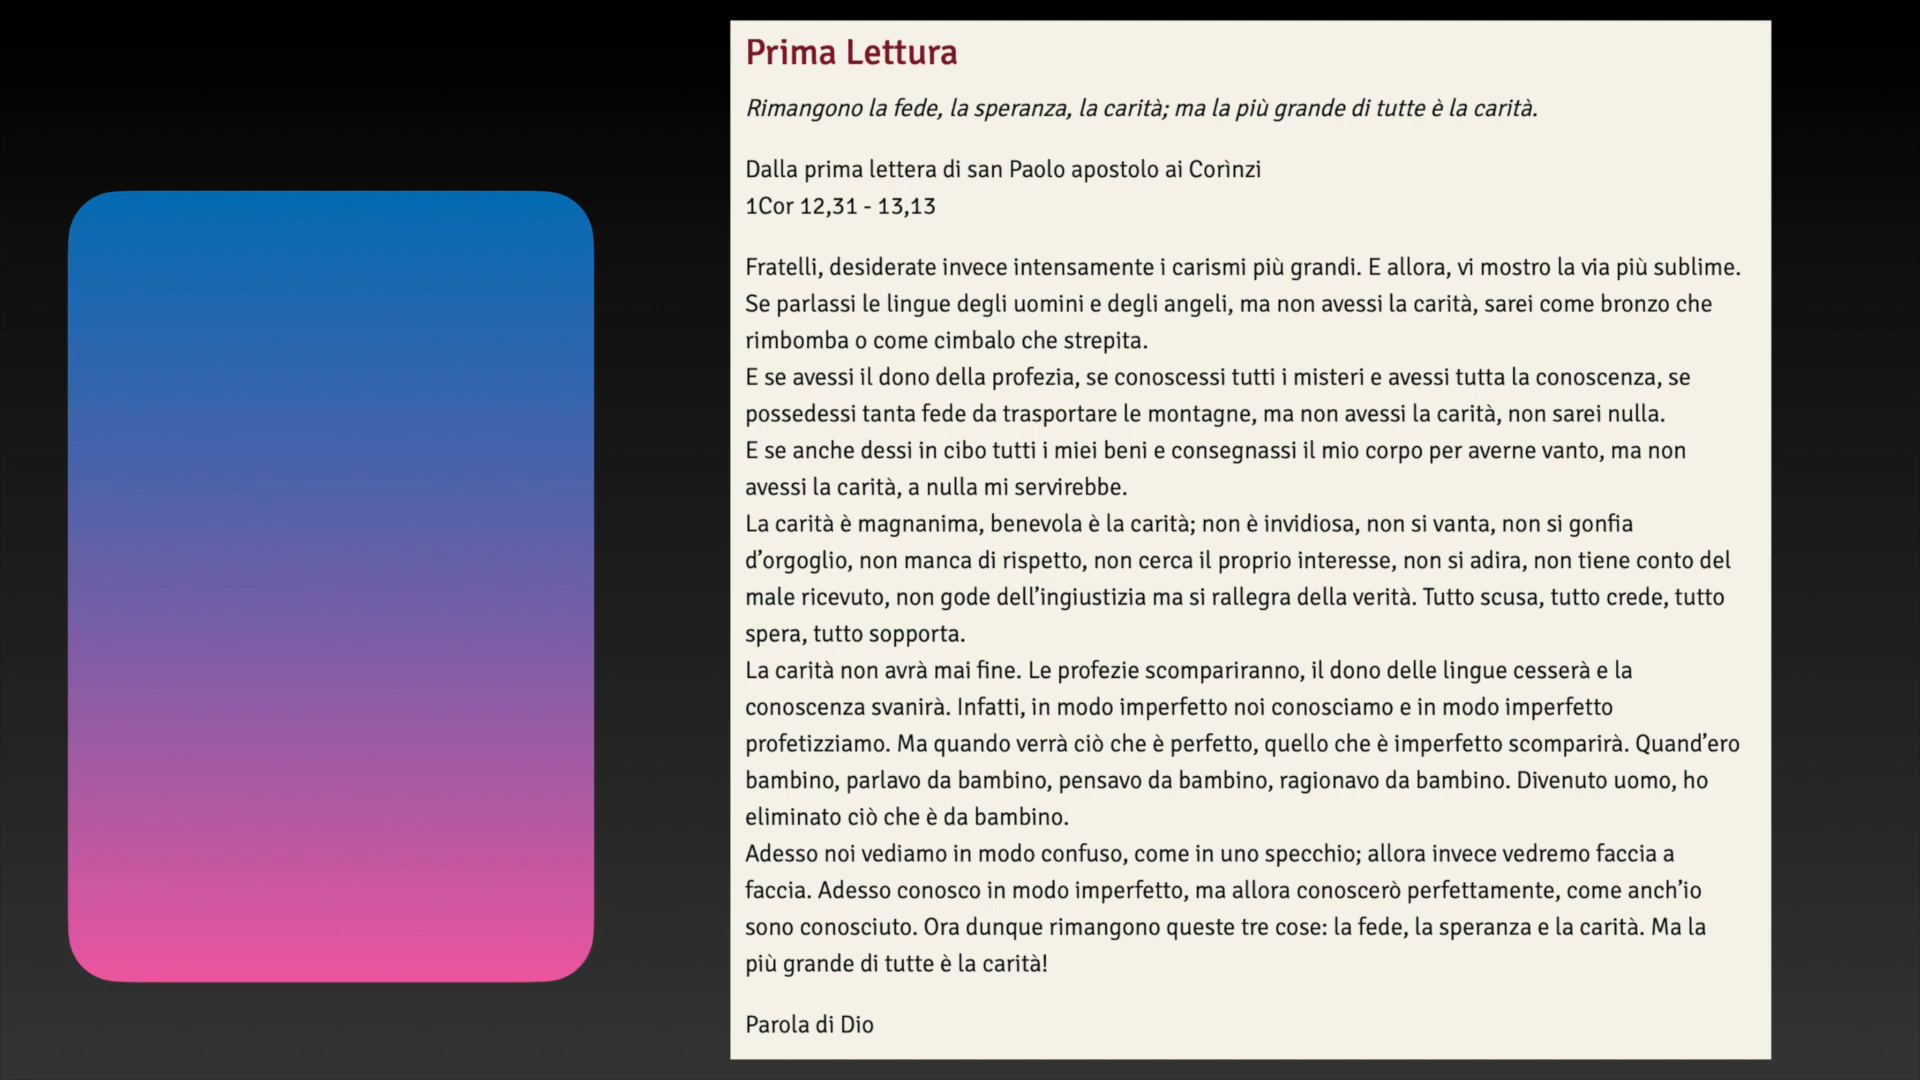 Prima Lettura
Rimangono la fede, la speranza, la carità; ma la più grande di tutte è la carità.
Dalla prima lettera di san Paolo apostolo ai Corìnzi
1Cor 12,31 - 13,13
Fratelli, desiderate invece intensamente i carismi più grandi. E allora, vi mostro la via più sublime.
Se parlassi le lingue degli uomini e degli angeli, ma non avessi la carità, sarei come bronzo che
rimbomba o come cimbalo che strepita.
E se avessi il dono della profezia, se conoscessi tutti i misteri e avessi tutta la conoscenza, se
possedessi tanta fede da trasportare le montagne, ma non avessi la carità, non sarei nulla.
E se anche dessi in cibo tutti i miei beni e consegnassi il mio corpo per averne vanto, ma non
avessi la carità, a nulla mi servirebbe.
La carità è magnanima, benevola è la carità; non è invidiosa, non si vanta, non si gonfia
d’orgoglio, non manca di rispetto, non cerca il proprio interesse, non si adira, non tiene conto del
male ricevuto, non gode dell’ingiustizia ma si rallegra della verità. Tutto scusa, tutto crede, tutto
spera, tutto sopporta.
La carità non avrà mai fine. Le profezie scompariranno, il dono delle lingue cesserà e la
conoscenza svanirà. Infatti, in modo imperfetto noi conosciamo e in modo imperfetto
profetizziamo. Ma quando verrà ciò che è perfetto, quello che è imperfetto scomparirà. Quand’ero
bambino, parlavo da bambino, pensavo da bambino, ragionavo da bambino. Divenuto uomo, ho
eliminato ciò che è da bambino.
Adesso noi vediamo in modo confuso, come in uno specchio; allora invece vedremo faccia a
faccia. Adesso conosco in modo imperfetto, ma allora conoscerò perfettamente, come anch’io
sono conosciuto. Ora dunque rimangono queste tre cose: la fede, la speranza e la carità. Ma la
più grande di tutte è la carità!
Parola di Dio